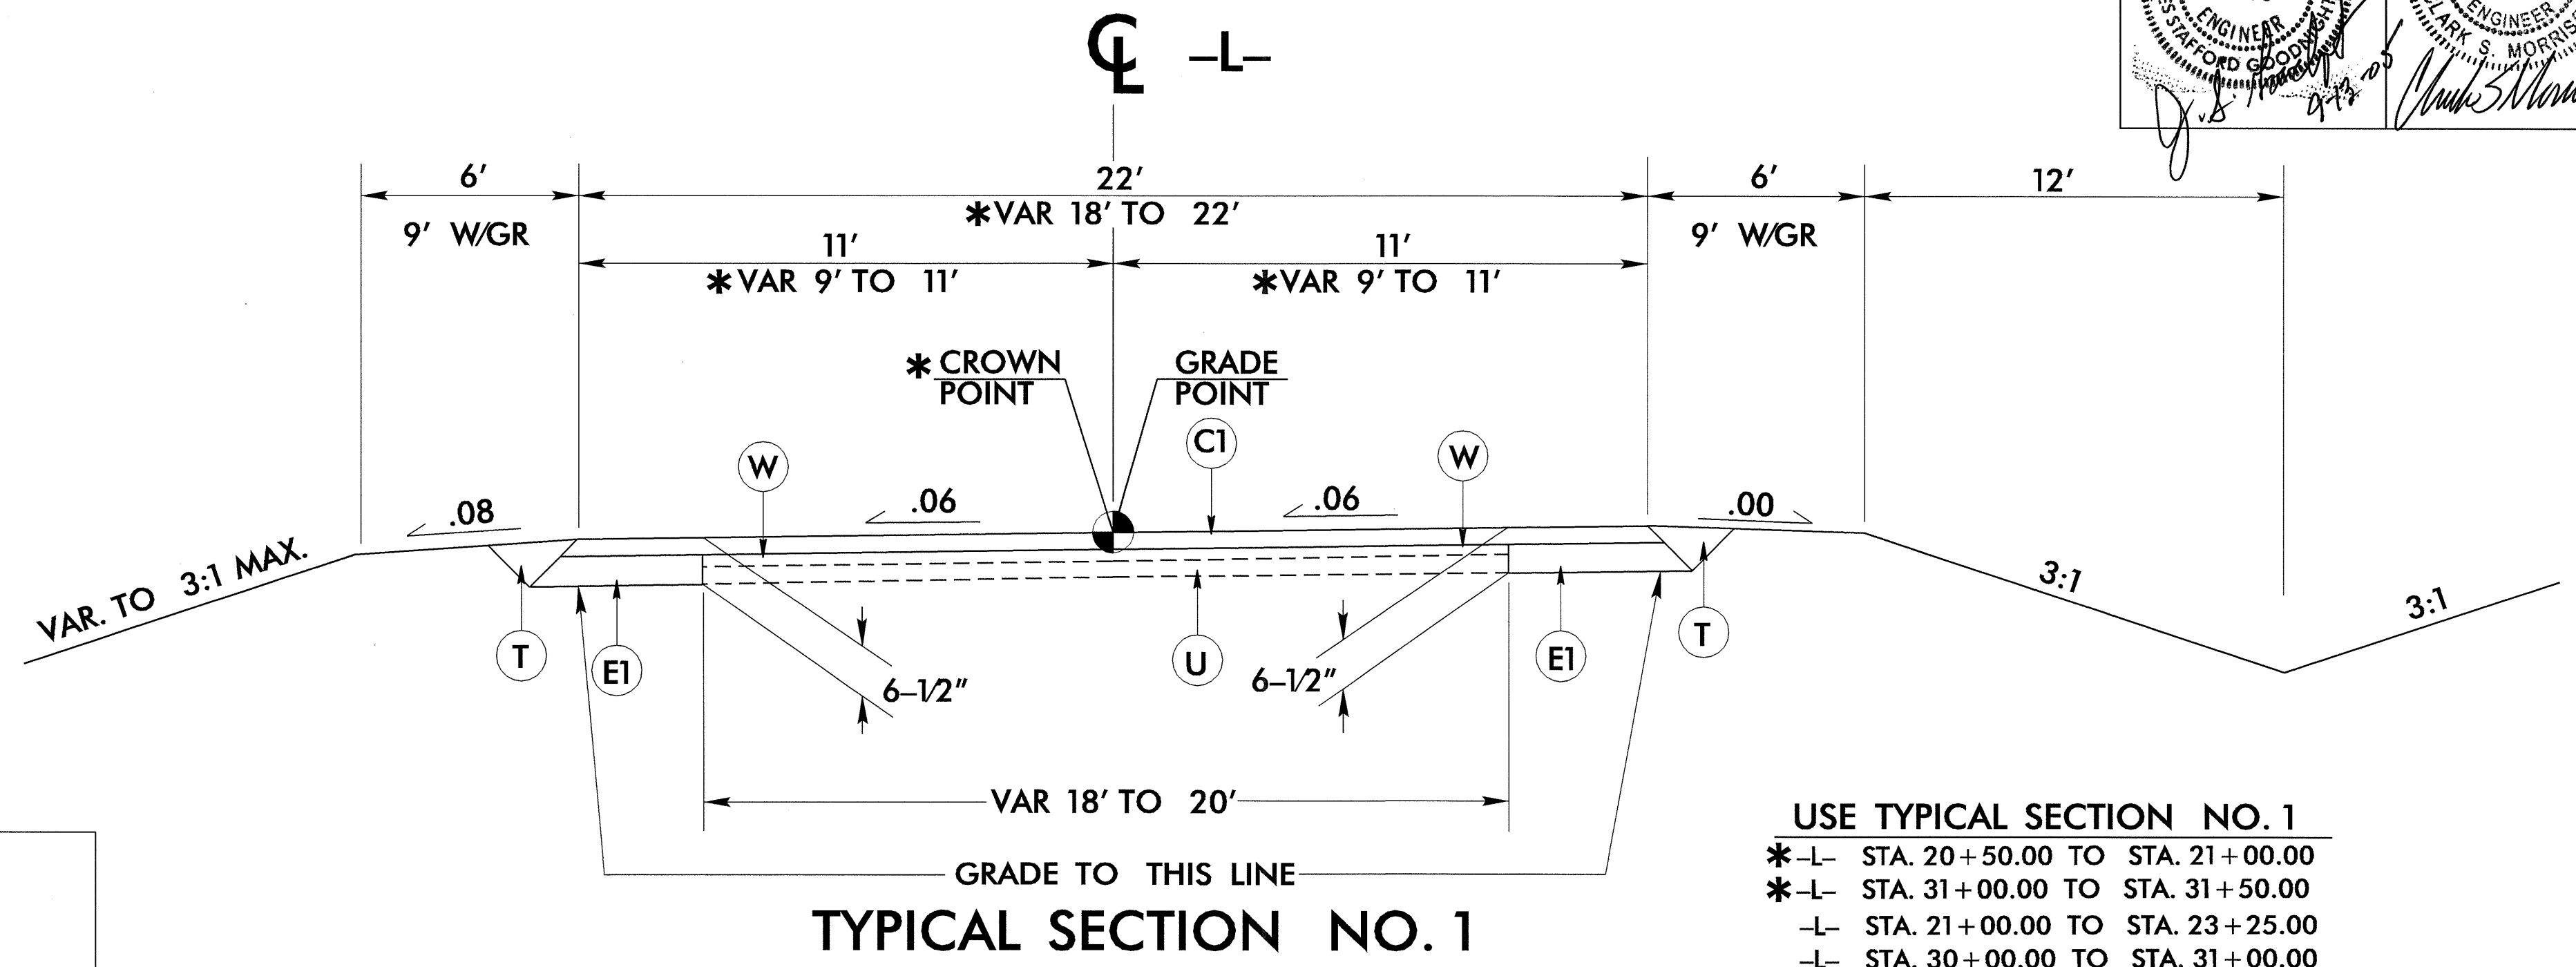 ENGINEER
STAFFORD GOODNIGHT
9-13-05
ENGINEER
CLARK S. MORRIS
CL –L–
6' 22' 6' 12'
9' W/GR *VAR 18' TO 22' 9' W/GR
11' 11'
*VAR 9' TO 11' *VAR 9' TO 11'
* CROWN POINT
GRADE POINT
C1
W W
.08 .06 .06 .00
VAR. TO 3:1 MAX.
3:1 3:1
T E1 U E1 T
6–1/2" 6–1/2"
VAR 18' TO 20'
GRADE TO THIS LINE
TYPICAL SECTION NO. 1
USE TYPICAL SECTION NO. 1
*–L– STA. 20+50.00 TO STA. 21+00.00
*–L– STA. 31+00.00 TO STA. 31+50.00
–L– STA. 21+00.00 TO STA. 23+25.00
–L– STA. 30+00.00 TO STA. 31+00.00